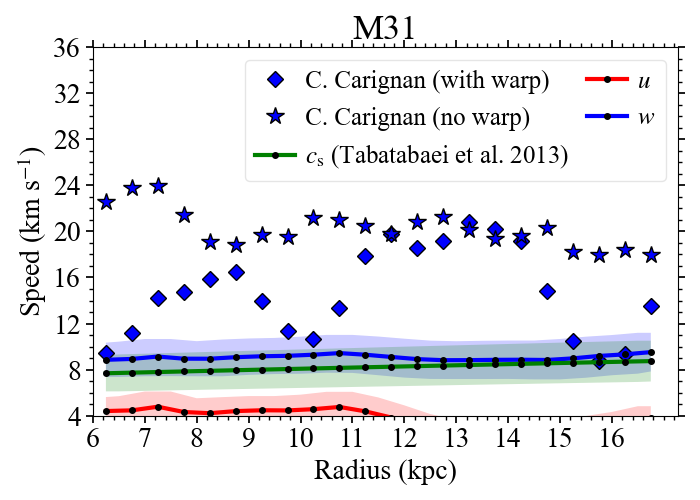 M31
36
32
28
24
20
16
12
8
4
Speed (km s⁻¹)
C. Carignan (with warp)
C. Carignan (no warp)
cₛ (Tabatabaei et al. 2013)
u
w
6 7 8 9 10 11 12 13 14 15 16
Radius (kpc)